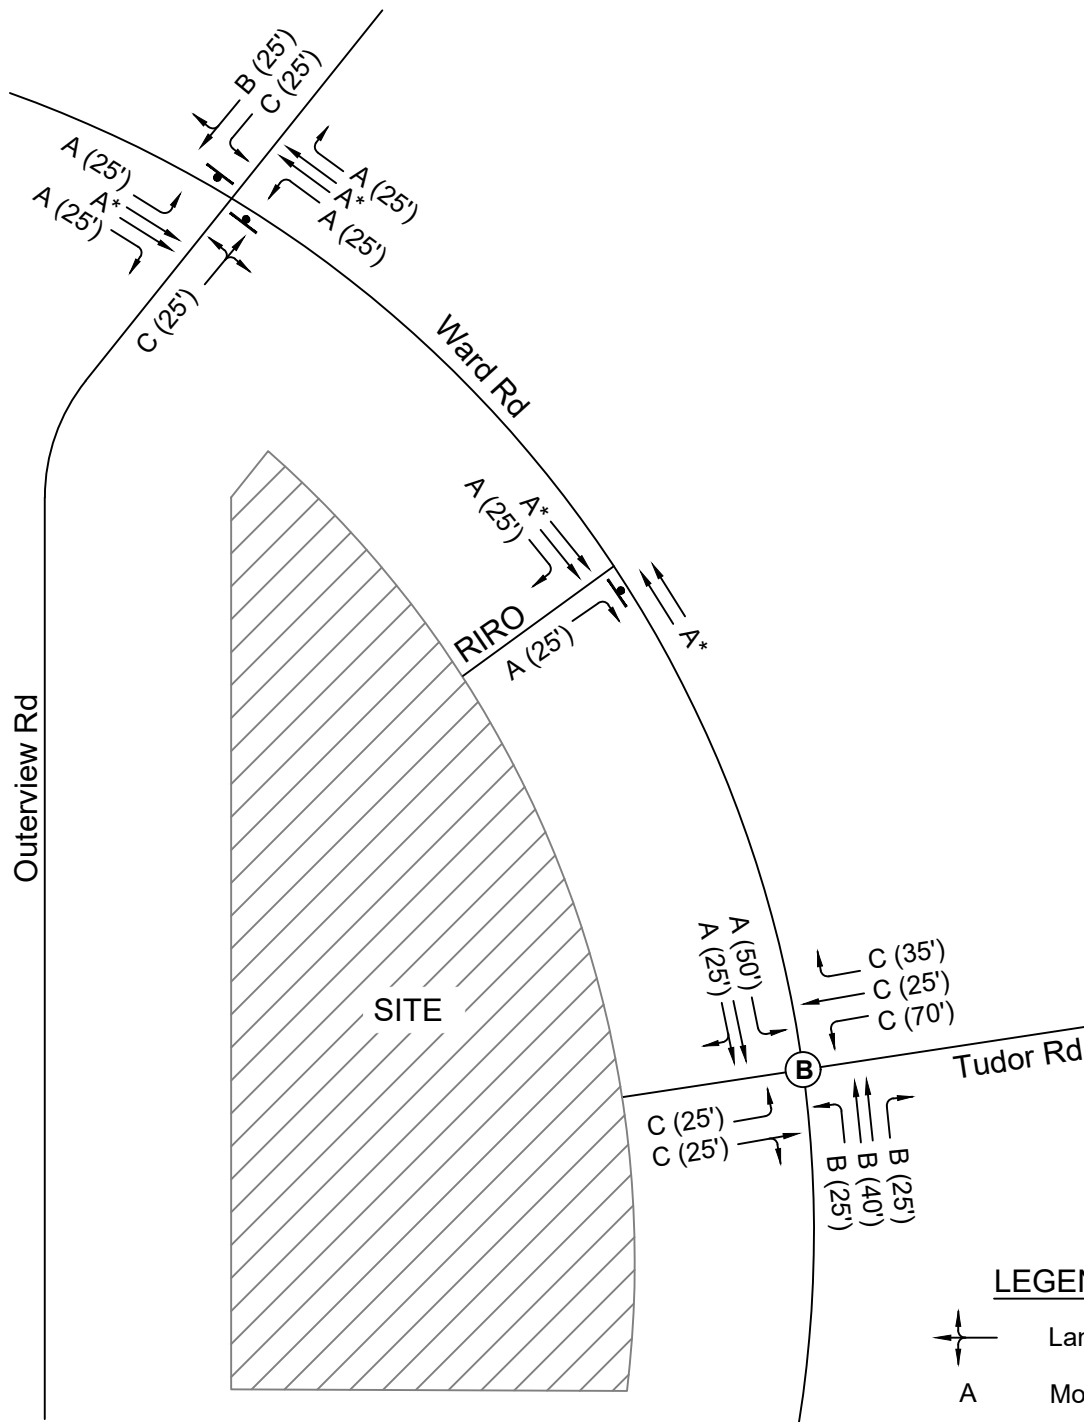 B (25')
C (25')
A (25')
A*
A (25')
A (25')
A*
A (25')
C (25')
Ward Rd
A*
A (25')
RIRO
A (25')
A*
Outerview Rd
SITE
A (50')
A (25')
C (35')
C (25')
C (70')
B
Tudor Rd
C (25')
C (25')
B (25')
B (40')
B (25')
LEGEN
Lan
A Mo